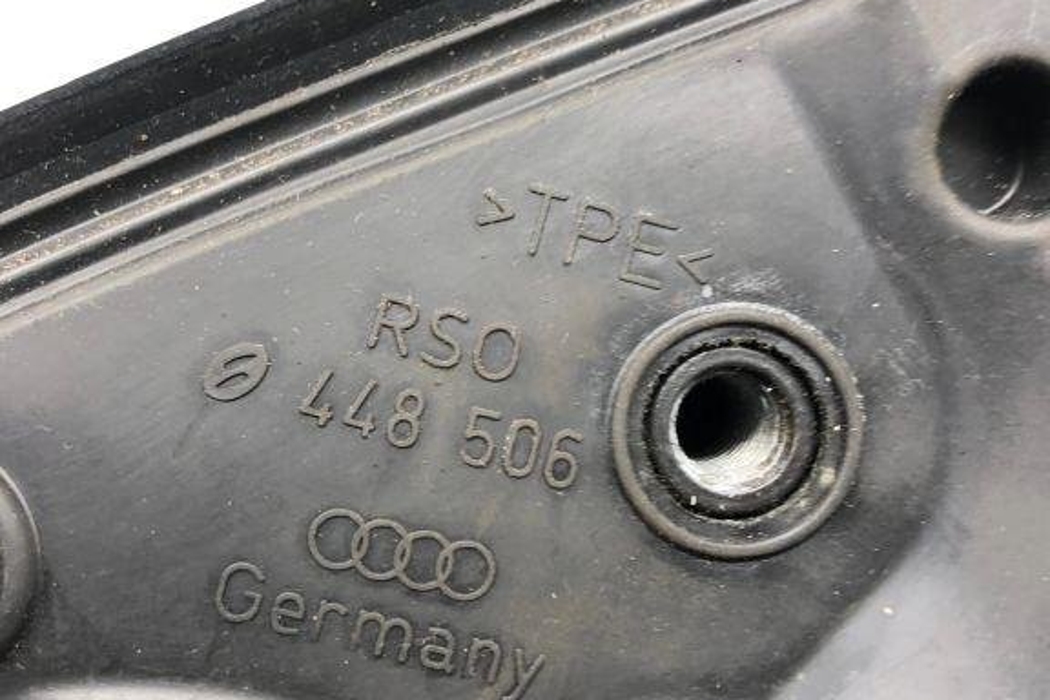 >TPE<
RSO
448 506
Germany